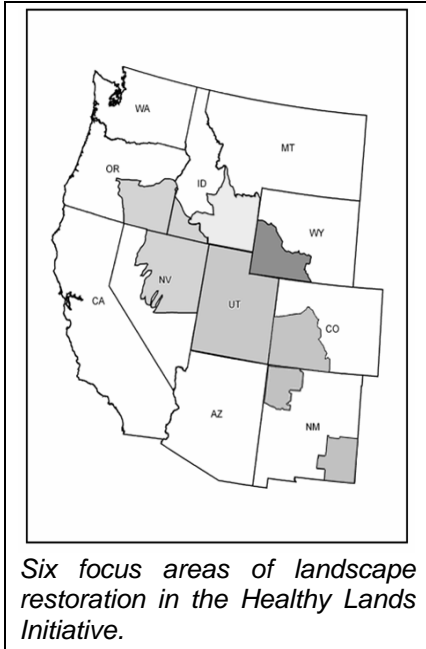 WA
MT
OR
ID
WY
NV
UT
CO
CA
AZ
NM
Six focus areas of landscape
restoration in the Healthy Lands
Initiative.